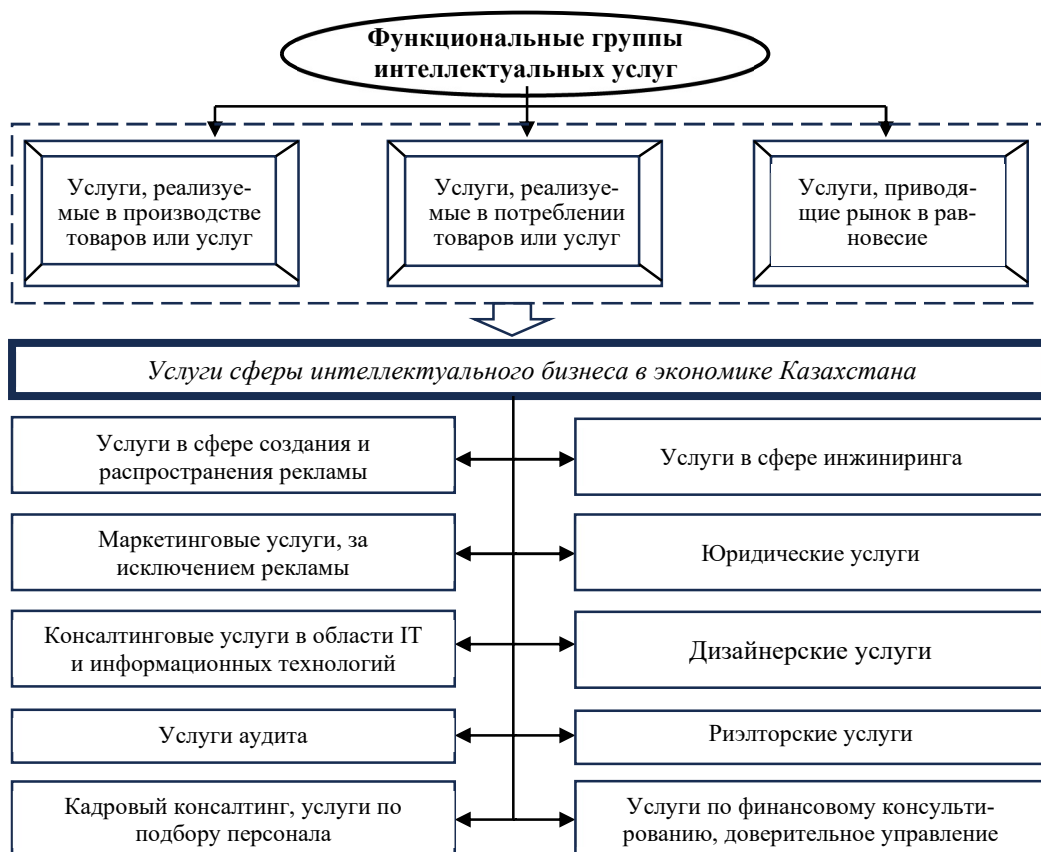 Функциональные группы
интеллектуальных услуг
Услуги, реализуе-
мые в производстве
товаров или услуг
Услуги, реализуе-
мые в потреблении
товаров или услуг
Услуги, приводя-
щие рынок в рав-
новесие
Услуги сферы интеллектуального бизнеса в экономике Казахстана
Услуги в сфере создания и
распространения рекламы
Услуги в сфере инжиниринга
Маркетинговые услуги, за
исключением рекламы
Юридические услуги
Консалтинговые услуги в области IT
и информационных технологий
Дизайнерские услуги
Услуги аудита
Риэлторские услуги
Кадровый консалтинг, услуги по
подбору персонала
Услуги по финансовому консульти-
рованию, доверительное управление